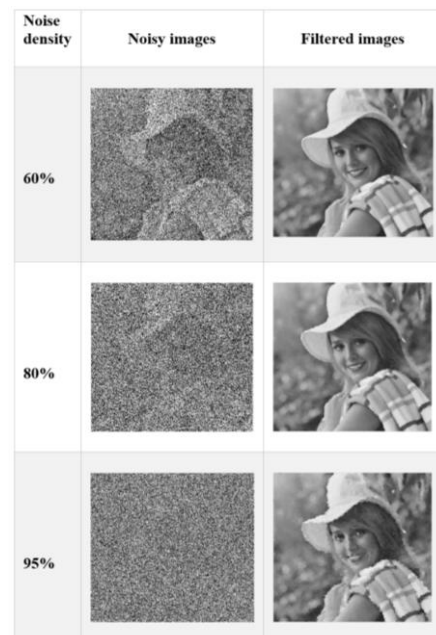 Noise
density
Noisy images
Filtered images
60%
80%
95%